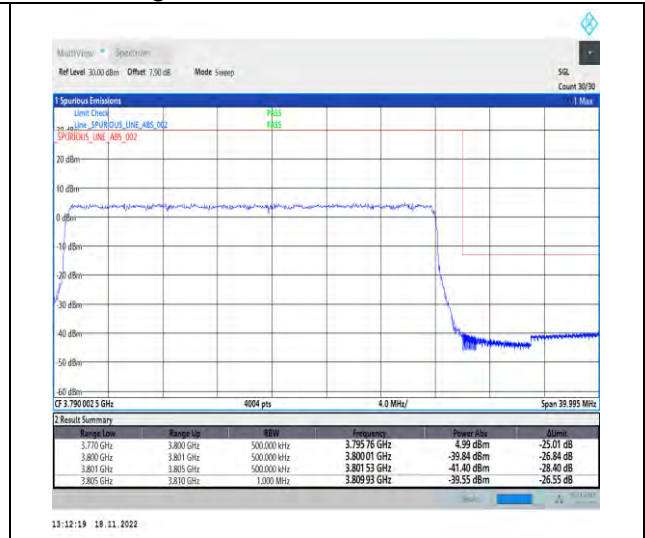 MultiView Spectrum
Ref Level 30.00 dBm Offset 7.90 dB Mode Sweep SGL
Count 30/30
1 Spurious Emissions 1 Max
Limit Check PASS
Line_SPURIOUS_LINE_ABS_002 PASS
SPURIOUS_LINE_ABS_002
20 dBm
10 dBm
0 dBm
-10 dBm
-20 dBm
-30 dBm
-40 dBm
-50 dBm
-60 dBm
CF 3.790 002 5 GHz 4004 pts 4.0 MHz/ Span 39.995 MHz
2 Result Summary
Range Low Range Up RBW Frequency Power Abs ΔLimit
3.770 GHz 3.800 GHz 500.000 kHz 3.795 76 GHz 4.99 dBm -25.01 dB
3.800 GHz 3.801 GHz 500.000 kHz 3.800 01 GHz -39.84 dBm -26.84 dB
3.801 GHz 3.805 GHz 500.000 kHz 3.801 53 GHz -41.40 dBm -28.40 dB
3.805 GHz 3.810 GHz 1.000 MHz 3.809 93 GHz -39.55 dBm -26.55 dB
13:12:19 18.11.2022